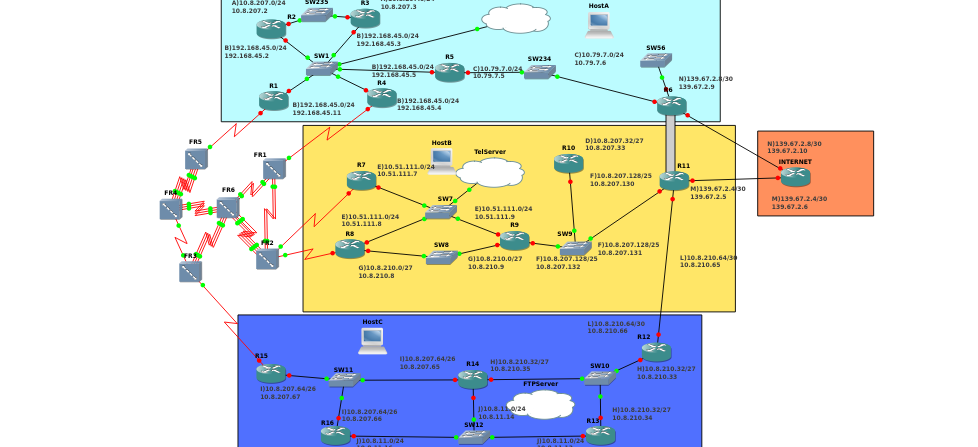 A)10.8.207.0/24
10.8.207.2
R2
SW235
R3
10.8.207.3
HostA
B)192.168.45.0/24
192.168.45.2
B)192.168.45.0/24
192.168.45.3
SW1
B)192.168.45.0/24
192.168.45.5
R5
C)10.79.7.0/24
10.79.7.5
SW234
C)10.79.7.0/24
10.79.7.6
SW56
N)139.67.2.8/30
139.67.2.9
R6
R1
B)192.168.45.0/24
192.168.45.11
R4
B)192.168.45.0/24
192.168.45.4
FR5
FR1
FR4
FR6
FR3
FR2
HostB
TelServer
R7
E)10.51.111.0/24
10.51.111.7
SW7
E)10.51.111.0/24
10.51.111.9
E)10.51.111.0/24
10.51.111.8
R8
G)10.8.210.0/27
10.8.210.8
SW8
R9
G)10.8.210.0/27
10.8.210.9
D)10.8.207.32/27
10.8.207.33
R10
F)10.8.207.128/25
10.8.207.130
SW9
F)10.8.207.128/25
10.8.207.131
F)10.8.207.128/25
10.8.207.132
R11
M)139.67.2.4/30
139.67.2.5
N)139.67.2.8/30
139.67.2.10
INTERNET
M)139.67.2.4/30
139.67.2.6
L)10.8.210.64/30
10.8.210.65
HostC
L)10.8.210.64/30
10.8.210.66
R12
H)10.8.210.32/27
10.8.210.33
R15
I)10.8.207.64/26
10.8.207.67
SW11
I)10.8.207.64/26
10.8.207.65
R14
H)10.8.210.32/27
10.8.210.35
SW10
FTPServer
I)10.8.207.64/26
10.8.207.66
R16
J)10.8.11.0/24
J)10.8.11.0/24
10.8.11.14
SW12
J)10.8.11.0/24
R13
H)10.8.210.32/27
10.8.210.34